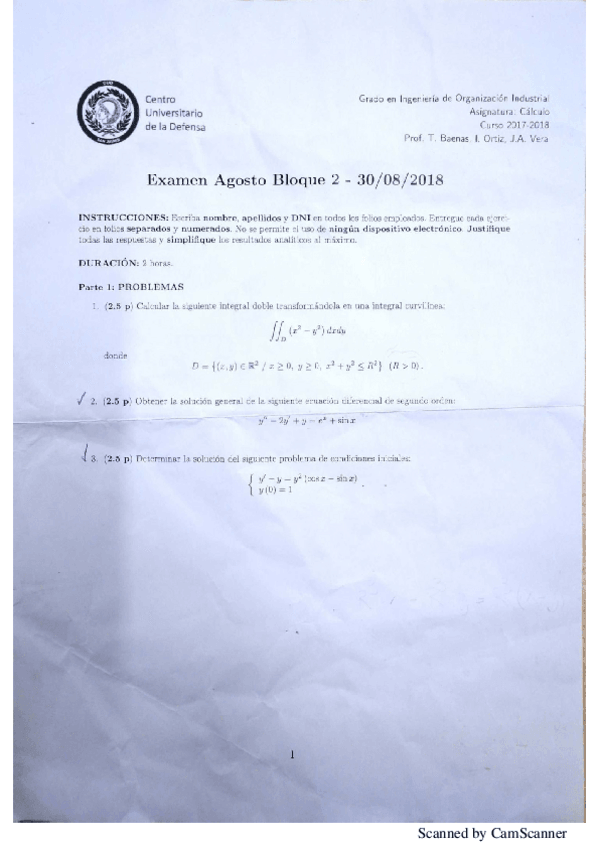 Centro
Universitario
de la Defensa
Grado en Ingeniería de Organización Industrial
Asignatura: Cálculo
Curso 2017-2018
Prof. T. Baenas, I. Ortiz, J.A. Vera
Examen Agosto Bloque 2 - 30/08/2018
INSTRUCCIONES: Escriba nombre, apellidos y DNI en todos los folios empleados. Entregue cada ejerci-
cio en folios separados y numerados. No se permite el uso de ningún dispositivo electrónico. Justifique
todas las respuestas y simplifique los resultados analíticos al máximo.
DURACIÓN: 2 horas.
Parte 1: PROBLEMAS
1. (2.5 p) Calcular la siguiente integral doble transformándola en una integral curvilínea:
∬_D (x² − y²) dxdy
donde
D = {(x, y) ∈ ℝ² / x ≥ 0, y ≥ 0, x² + y² ≤ R²} (R > 0).
2. (2.5 p) Obtener la solución general de la siguiente ecuación diferencial de segundo orden:
y'' − 2y' + y = eˣ + sin x
3. (2.5 p) Determinar la solución del siguiente problema de condiciones iniciales:
y' − y = y² (cos x − sin x)
y (0) = 1
1
Scanned by CamScanner